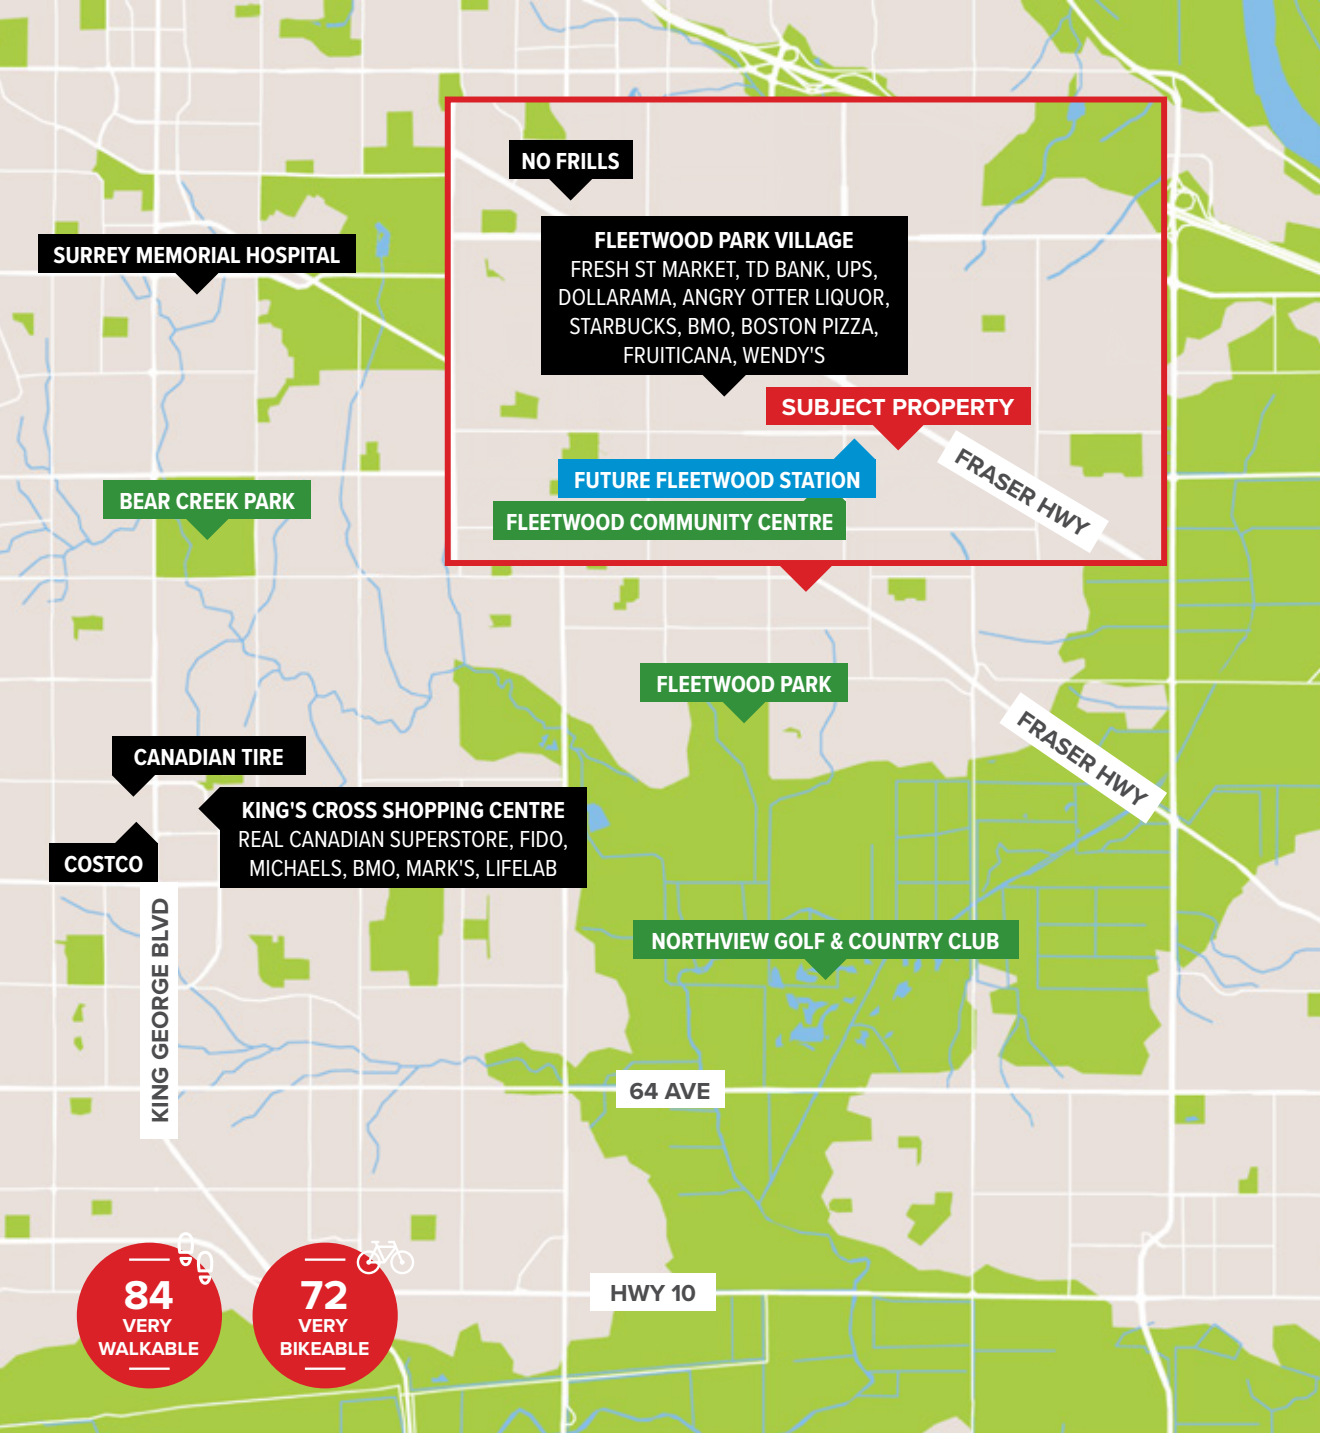 NO FRILLS
SURREY MEMORIAL HOSPITAL
FLEETWOOD PARK VILLAGE
FRESH ST MARKET, TD BANK, UPS,
DOLLARAMA, ANGRY OTTER LIQUOR,
STARBUCKS, BMO, BOSTON PIZZA,
FRUITICANA, WENDY'S
SUBJECT PROPERTY
FRASER HWY
FUTURE FLEETWOOD STATION
BEAR CREEK PARK
FLEETWOOD COMMUNITY CENTRE
FLEETWOOD PARK
FRASER HWY
CANADIAN TIRE
KING'S CROSS SHOPPING CENTRE
REAL CANADIAN SUPERSTORE, FIDO,
MICHAELS, BMO, MARK'S, LIFELAB
COSTCO
KING GEORGE BLVD
NORTHVIEW GOLF & COUNTRY CLUB
64 AVE
HWY 10
84
VERY
WALKABLE
72
VERY
BIKEABLE